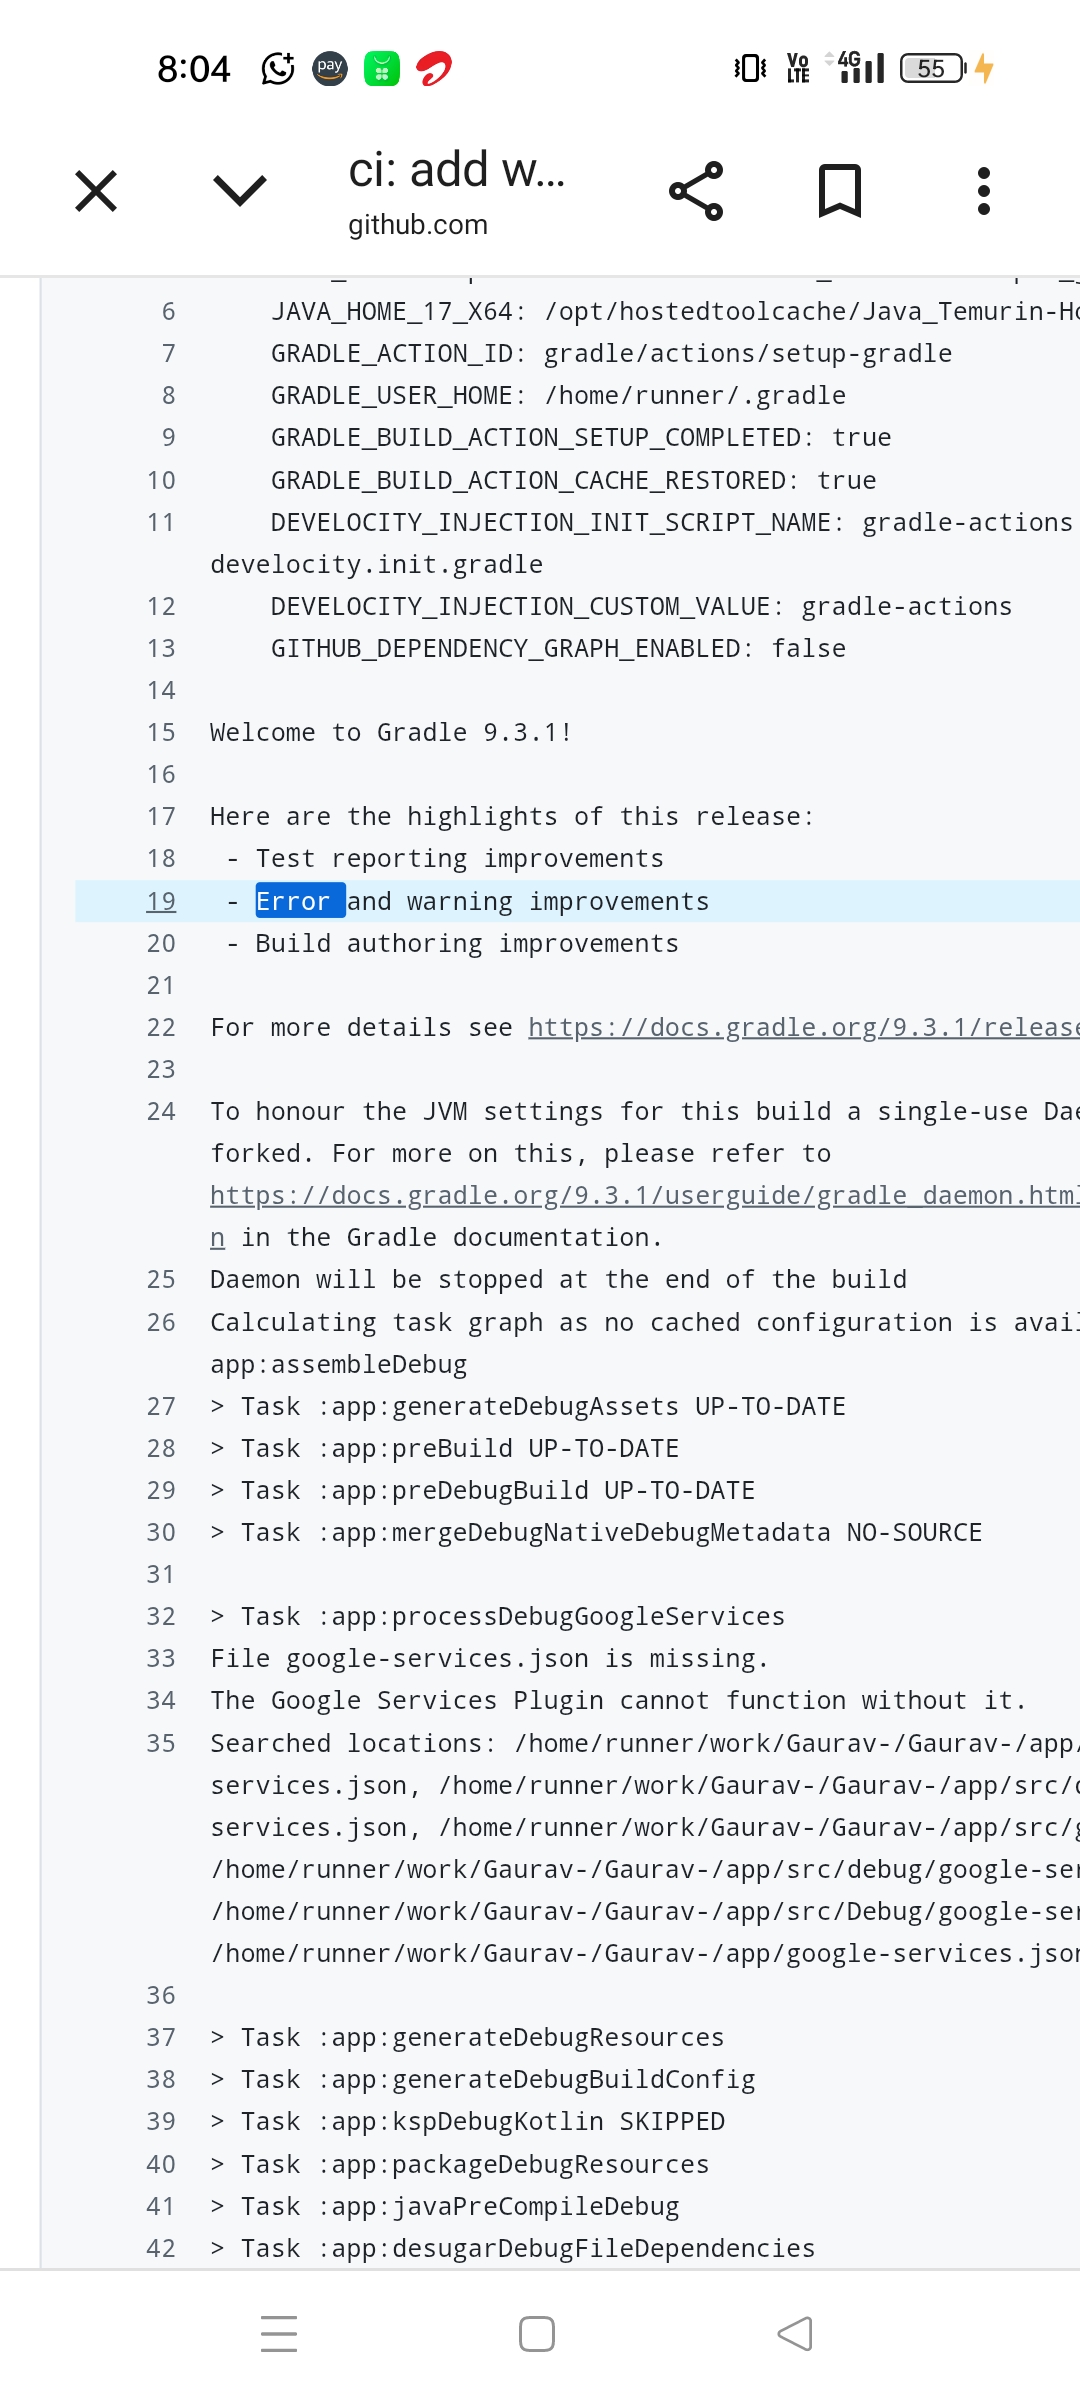 8:04 pay Vo LTE 4G 55
ci: add w...
github.com
6 JAVA_HOME_17_X64: /opt/hostedtoolcache/Java_Temurin-Ho
7 GRADLE_ACTION_ID: gradle/actions/setup-gradle
8 GRADLE_USER_HOME: /home/runner/.gradle
9 GRADLE_BUILD_ACTION_SETUP_COMPLETED: true
10 GRADLE_BUILD_ACTION_CACHE_RESTORED: true
11 DEVELOCITY_INJECTION_INIT_SCRIPT_NAME: gradle-actions
develocity.init.gradle
12 DEVELOCITY_INJECTION_CUSTOM_VALUE: gradle-actions
13 GITHUB_DEPENDENCY_GRAPH_ENABLED: false
14
15 Welcome to Gradle 9.3.1!
16
17 Here are the highlights of this release:
18 - Test reporting improvements
19 - Error and warning improvements
20 - Build authoring improvements
21
22 For more details see https://docs.gradle.org/9.3.1/release
23
24 To honour the JVM settings for this build a single-use Dae
forked. For more on this, please refer to
https://docs.gradle.org/9.3.1/userguide/gradle_daemon.html
n in the Gradle documentation.
25 Daemon will be stopped at the end of the build
26 Calculating task graph as no cached configuration is avail
app:assembleDebug
27 > Task :app:generateDebugAssets UP-TO-DATE
28 > Task :app:preBuild UP-TO-DATE
29 > Task :app:preDebugBuild UP-TO-DATE
30 > Task :app:mergeDebugNativeDebugMetadata NO-SOURCE
31
32 > Task :app:processDebugGoogleServices
33 File google-services.json is missing.
34 The Google Services Plugin cannot function without it.
35 Searched locations: /home/runner/work/Gaurav-/Gaurav-/app/
services.json, /home/runner/work/Gaurav-/Gaurav-/app/src/d
services.json, /home/runner/work/Gaurav-/Gaurav-/app/src/g
/home/runner/work/Gaurav-/Gaurav-/app/src/debug/google-ser
/home/runner/work/Gaurav-/Gaurav-/app/src/Debug/google-ser
/home/runner/work/Gaurav-/Gaurav-/app/google-services.json
36
37 > Task :app:generateDebugResources
38 > Task :app:generateDebugBuildConfig
39 > Task :app:kspDebugKotlin SKIPPED
40 > Task :app:packageDebugResources
41 > Task :app:javaPreCompileDebug
42 > Task :app:desugarDebugFileDependencies